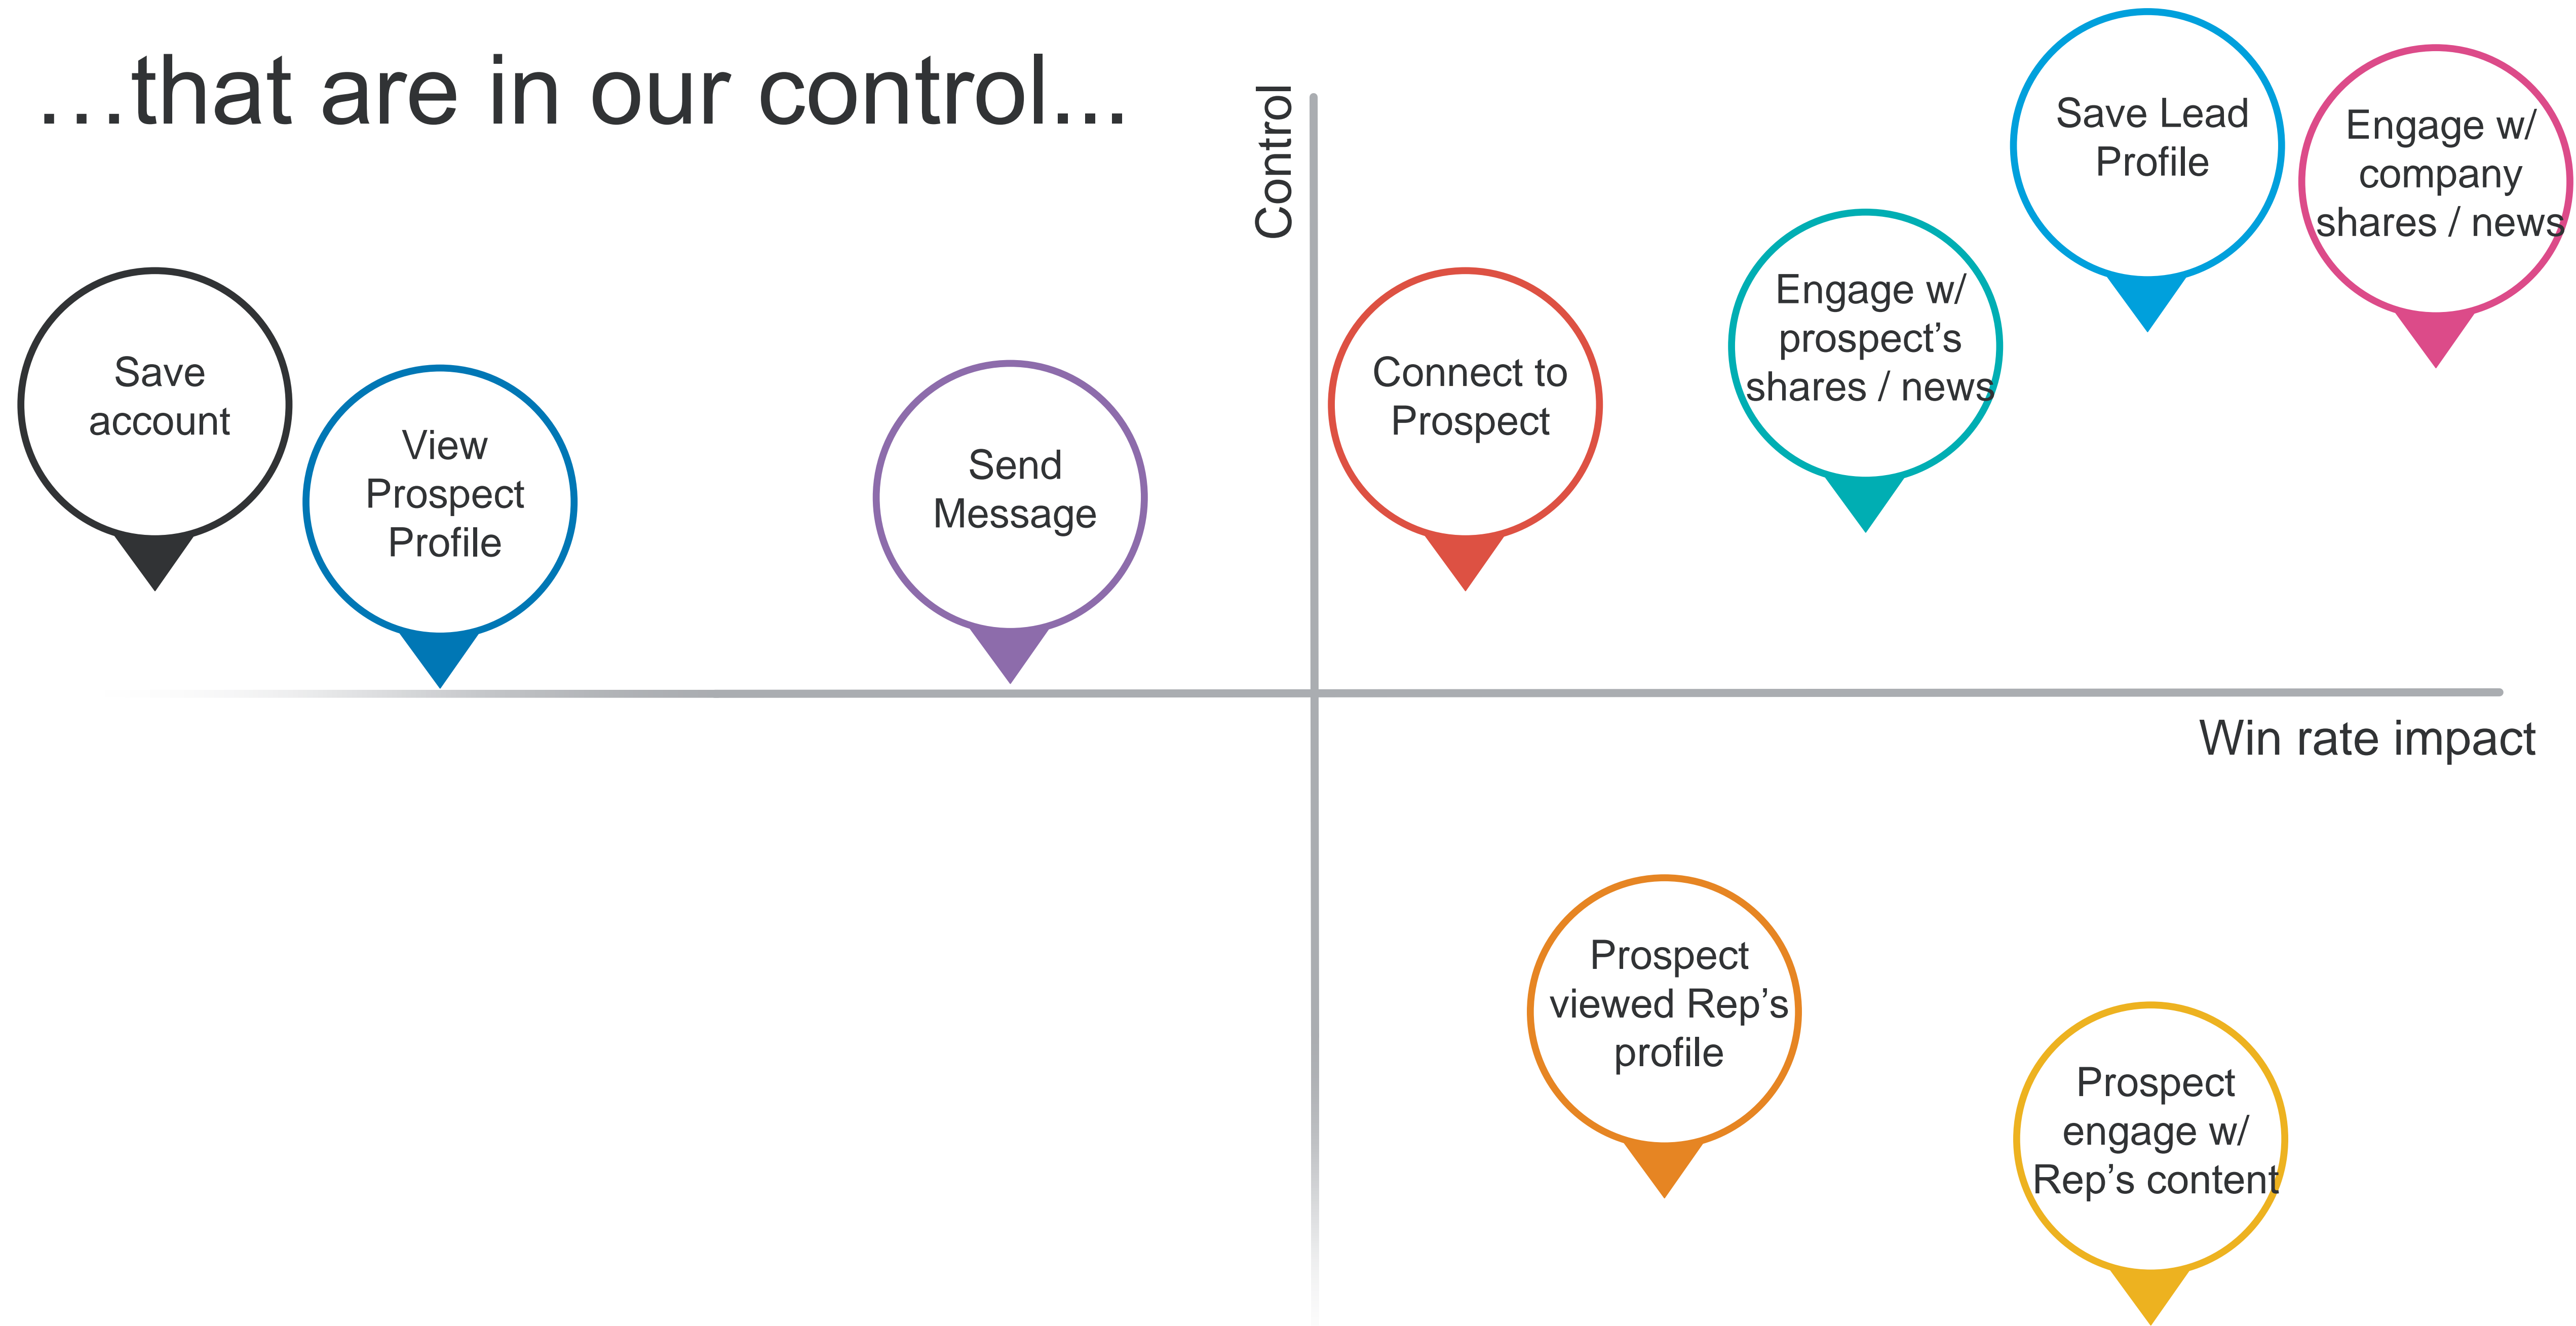 ...that are in our control...
Control
Save Lead
Profile
Engage w/
company
shares / news
Engage w/
prospect’s
shares / news
Save
account
View
Prospect
Profile
Send
Message
Connect to
Prospect
Win rate impact
Prospect
viewed Rep’s
profile
Prospect
engage w/
Rep’s content